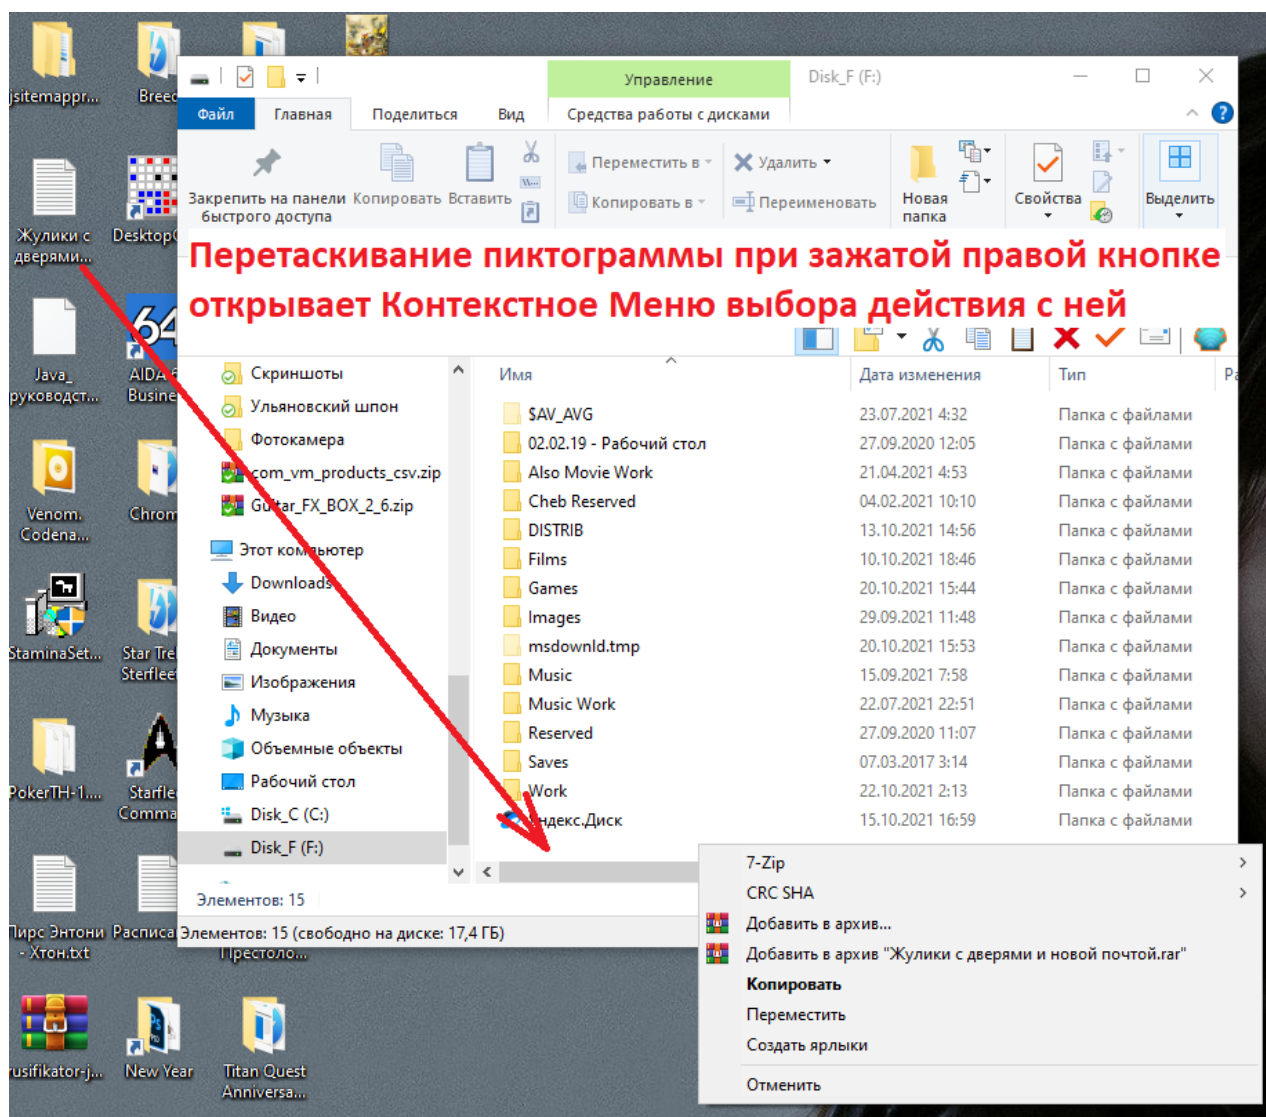 jsitemappr...
Breed
Управление
Disk_F (F:)
Файл
Главная
Поделиться
Вид
Средства работы с дисками
Закрепить на панели
быстрого доступа
Копировать
Вставить
Переместить в
Копировать в
Удалить
Переименовать
Новая
папка
Свойства
Выделить
Жулики с
дверями...
Desktop
Перетаскивание пиктограммы при зажатой правой кнопке
открывает Контекстное Меню выбора действия с ней
64
Java_
руководст...
AIDA 6
Busine
Скриншоты
Ульяновский шпон
Фотокамера
com_vm_products_csv.zip
Guitar_FX_BOX_2_6.zip
Этот компьютер
Downloads
Видео
Документы
Изображения
Музыка
Объемные объекты
Рабочий стол
Disk_C (C:)
Disk_F (F:)
Имя
Дата изменения
Тип
Ра
$AV_AVG 23.07.2021 4:32 Папка с файлами
02.02.19 - Рабочий стол 27.09.2020 12:05 Папка с файлами
Also Movie Work 21.04.2021 4:53 Папка с файлами
Cheb Reserved 04.02.2021 10:10 Папка с файлами
DISTRIB 13.10.2021 14:56 Папка с файлами
Films 10.10.2021 18:46 Папка с файлами
Games 20.10.2021 15:44 Папка с файлами
Images 29.09.2021 11:48 Папка с файлами
msdownld.tmp 20.10.2021 15:53 Папка с файлами
Music 15.09.2021 7:58 Папка с файлами
Music Work 22.07.2021 22:51 Папка с файлами
Reserved 27.09.2020 11:07 Папка с файлами
Saves 07.03.2017 3:14 Папка с файлами
Work 22.10.2021 2:13 Папка с файлами
Яндекс.Диск 15.10.2021 16:59 Папка с файлами
Venom.
Codena...
Chrom
StaminaSet...
Star Trek
Sterflee
PokerTH-1....
Starflee
Comma
Элементов: 15
Элементов: 15 (свободно на диске: 17,4 ГБ)
Пирс Энтони
- Хтон.txt
Расписа
Престоло...
7-Zip
CRC SHA
Добавить в архив...
Добавить в архив "Жулики с дверями и новой почтой.rar"
Копировать
Переместить
Создать ярлыки
Отменить
rusifikator-j...
New Year
Titan Quest
Anniversa...